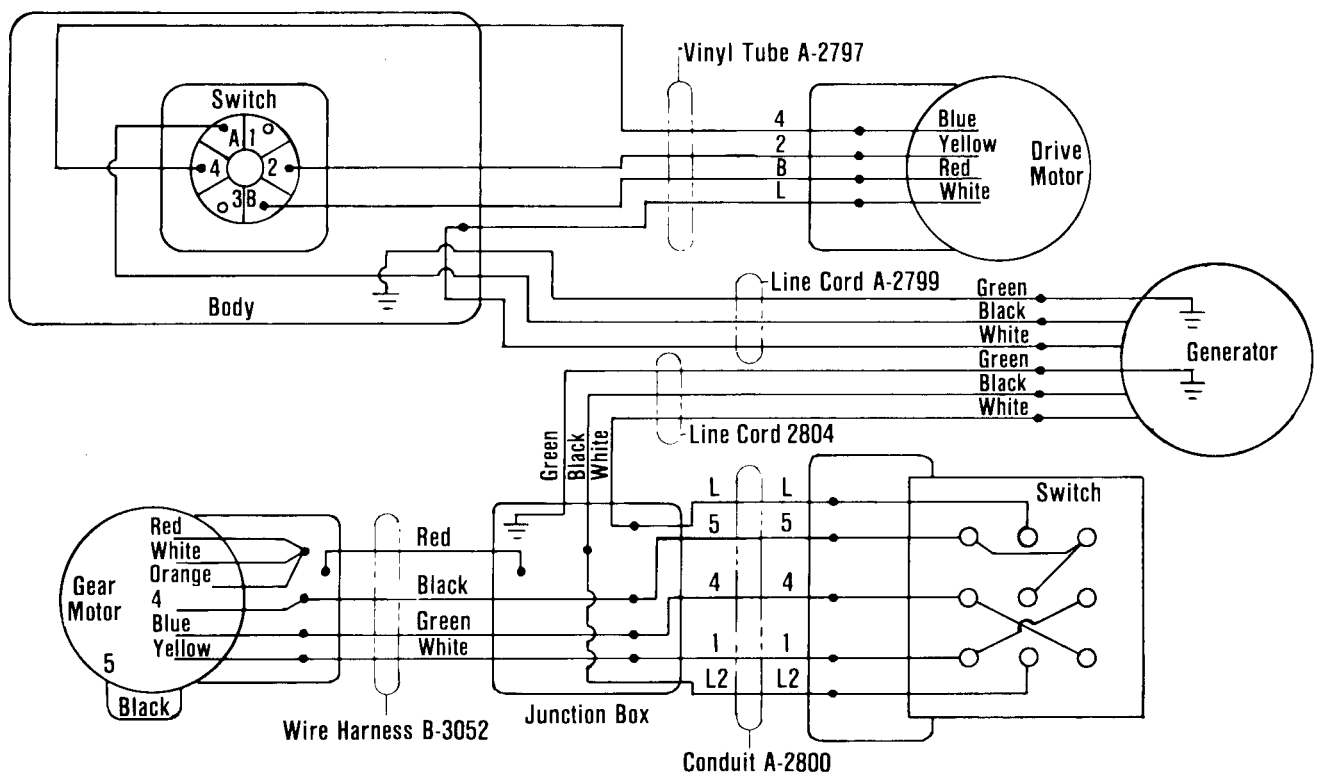 Vinyl Tube A-2797
Switch
A 1
4 2
3 B
Body
4 Blue
2 Yellow
B Red
L White
Drive
Motor
Line Cord A-2799
Green
Black
White
Green
Black
White
Generator
Line Cord 2804
Green
Black
White
L L
5 5
4 4
1 1
L2 L2
Switch
Red
White
Orange
4
Blue
Yellow
Gear
Motor
5
Black
Red
Black
Green
White
Wire Harness B-3052
Junction Box
Conduit A-2800